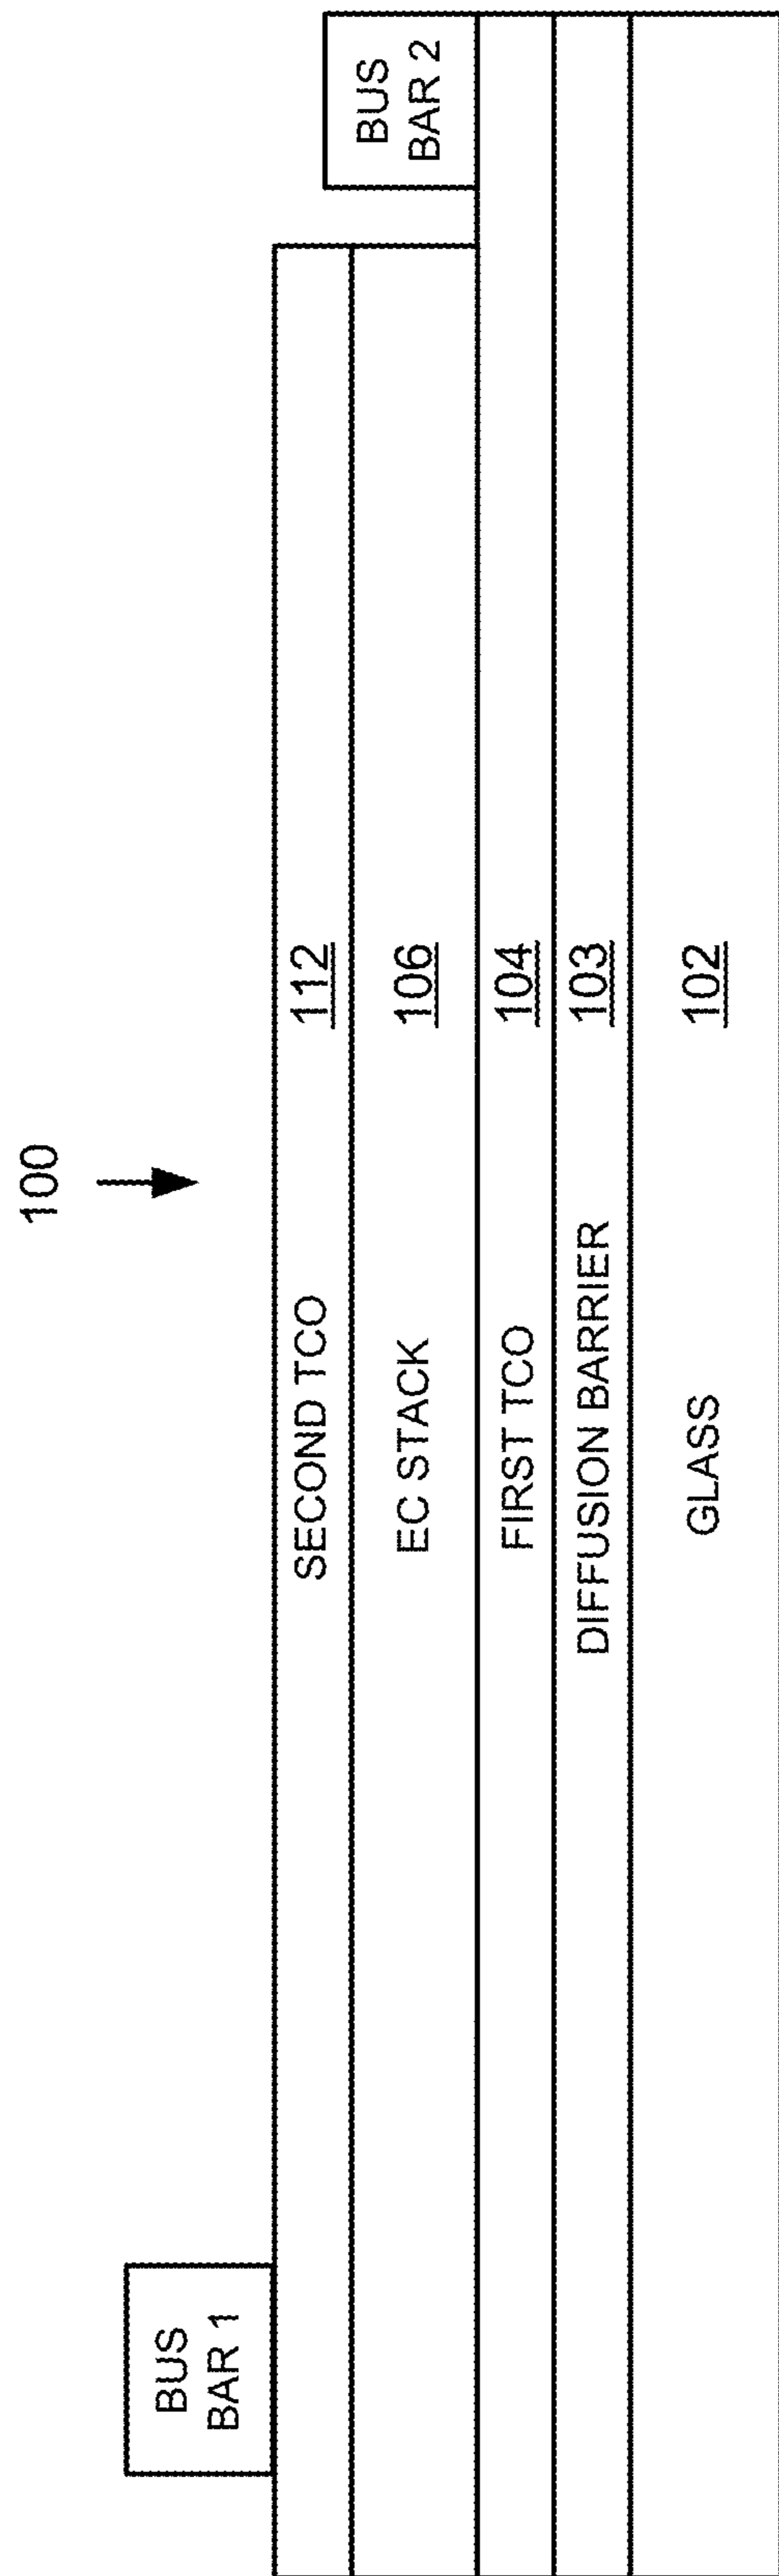 100
BUS
BAR 1
BUS
BAR 2
SECOND TCO 112
EC STACK 106
FIRST TCO 104
DIFFUSION BARRIER 103
GLASS 102